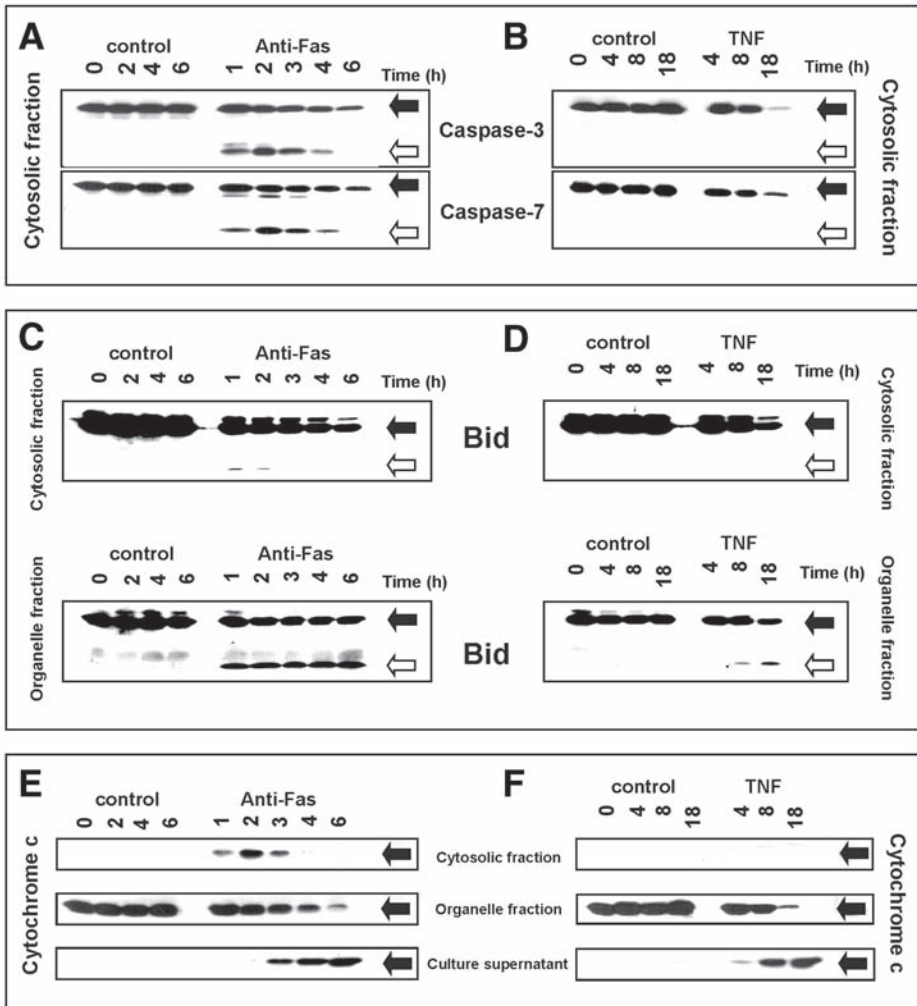 A
control
Anti-Fas
0 2 4 6 1 2 3 4 6 Time (h)
Cytosolic fraction
B
control
TNF
0 4 8 18 4 8 18 Time (h)
Cytosolic fraction
Caspase-3
Caspase-7
C
control
Anti-Fas
0 2 4 6 1 2 3 4 6 Time (h)
Cytosolic fraction
D
control
TNF
0 4 8 18 4 8 18 Time (h)
Cytosolic fraction
Bid
control
Anti-Fas
0 2 4 6 1 2 3 4 6 Time (h)
Organelle fraction
control
TNF
0 4 8 18 4 8 18 Time (h)
Organelle fraction
Bid
E
control
Anti-Fas
0 2 4 6 1 2 3 4 6
Cytochrome c
F
control
TNF
0 4 8 18 4 8 18
Cytochrome c
Cytosolic fraction
Organelle fraction
Culture supernatant